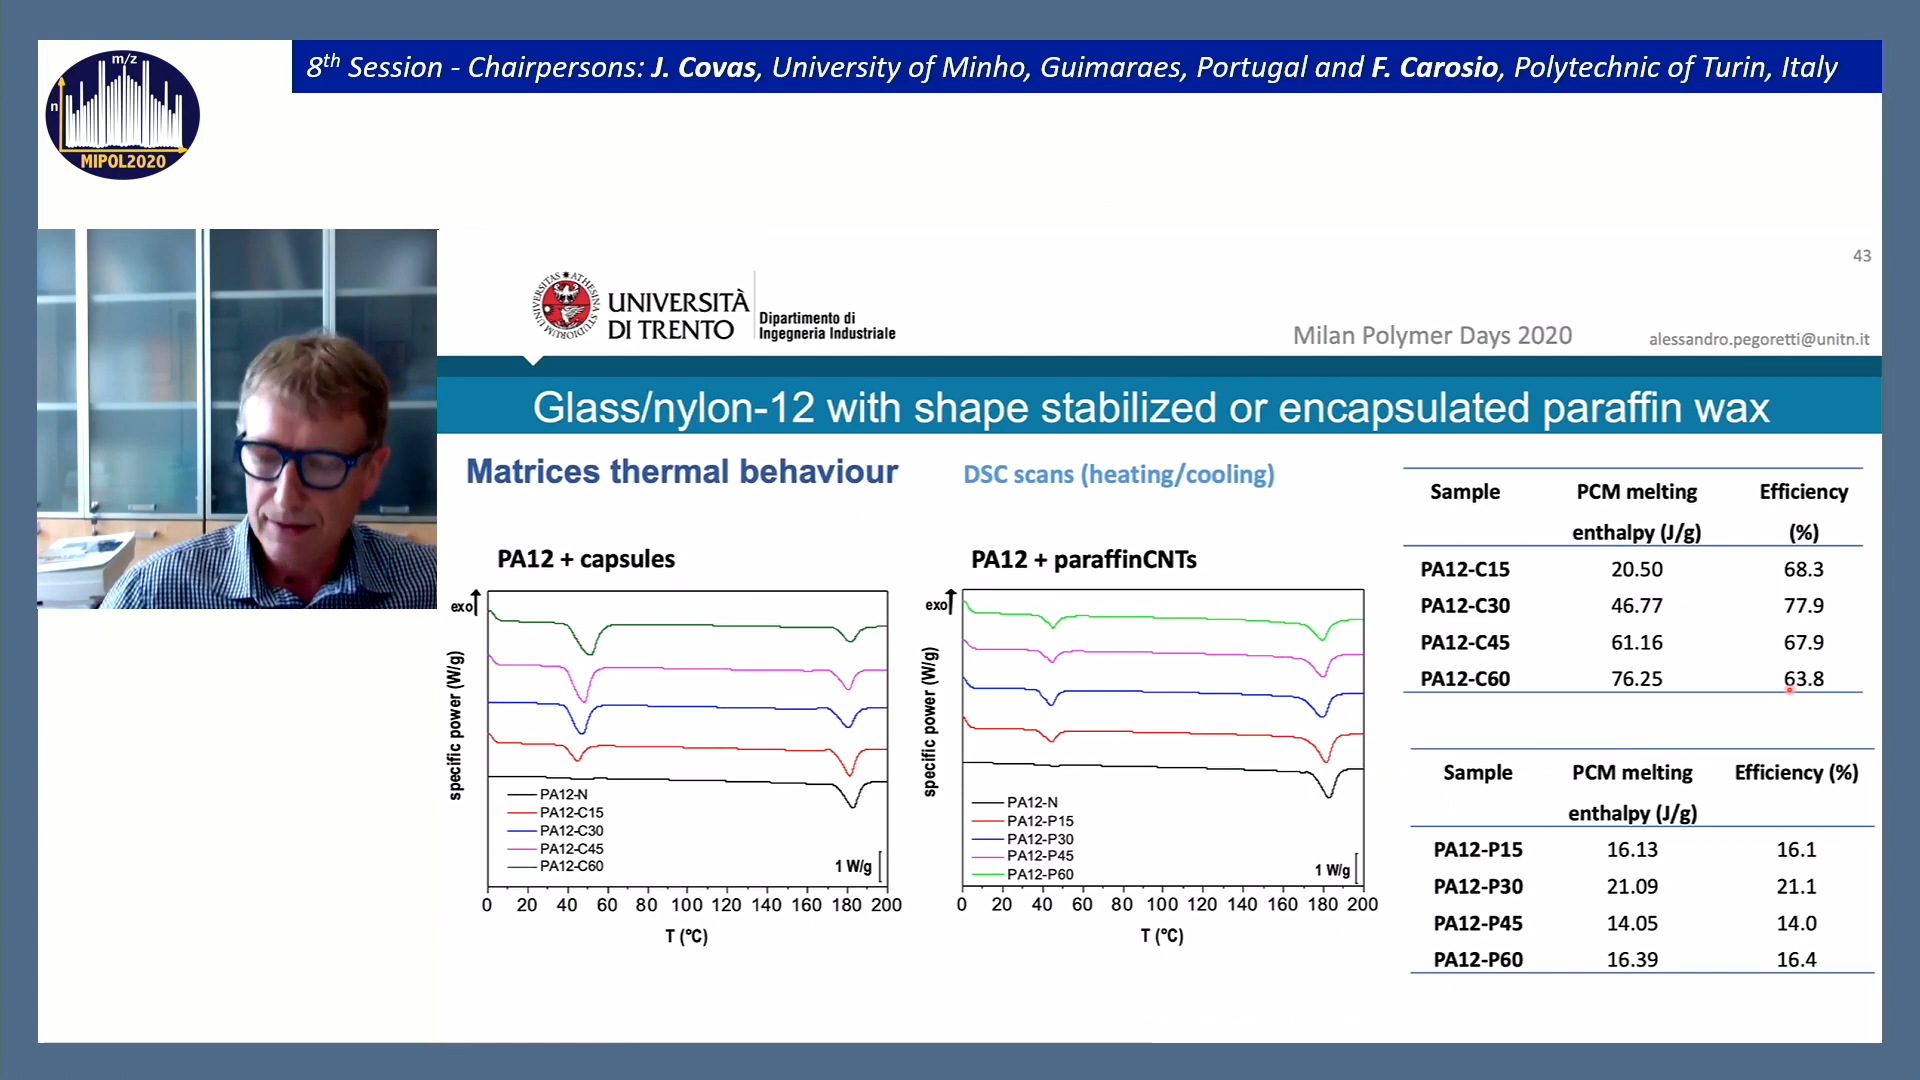 8th Session - Chairpersons: J. Covas, University of Minho, Guimaraes, Portugal and F. Carosio, Polytechnic of Turin, Italy
m/z
n
MIPOL2020
43
UNIVERSITÀ
DI TRENTO
Dipartimento di
Ingegneria Industriale
Milan Polymer Days 2020
alessandro.pegoretti@unitn.it
Glass/nylon-12 with shape stabilized or encapsulated paraffin wax
Matrices thermal behaviour
DSC scans (heating/cooling)
PA12 + capsules
exo
specific power (W/g)
PA12-N
PA12-C15
PA12-C30
PA12-C45
PA12-C60
1 W/g
0 20 40 60 80 100 120 140 160 180 200
T (°C)
PA12 + paraffinCNTs
exo
specific power (W/g)
PA12-N
PA12-P15
PA12-P30
PA12-P45
PA12-P60
1 W/g
0 20 40 60 80 100 120 140 160 180 200
T (°C)
Sample PCM melting Efficiency
enthalpy (J/g) (%)
PA12-C15 20.50 68.3
PA12-C30 46.77 77.9
PA12-C45 61.16 67.9
PA12-C60 76.25 63.8
Sample PCM melting Efficiency (%)
enthalpy (J/g)
PA12-P15 16.13 16.1
PA12-P30 21.09 21.1
PA12-P45 14.05 14.0
PA12-P60 16.39 16.4